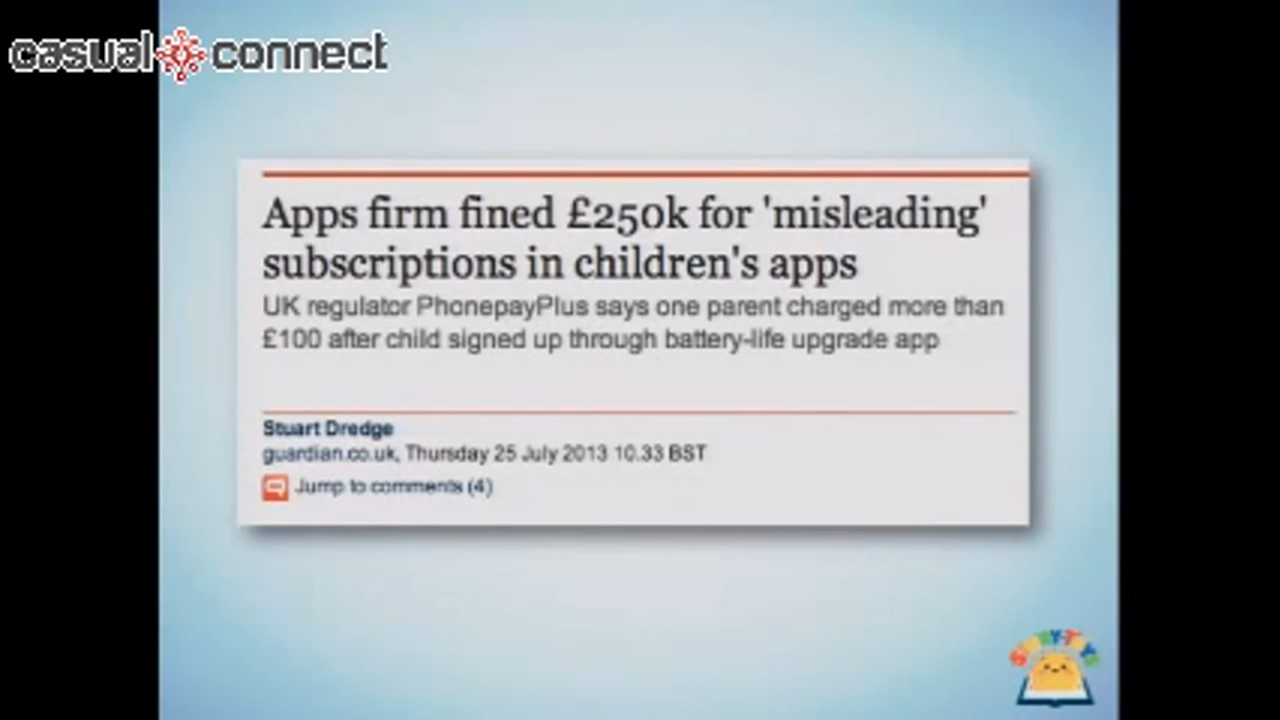 casual connect
Apps firm fined £250k for 'misleading'
subscriptions in children's apps
UK regulator PhonepayPlus says one parent charged more than
£100 after child signed up through battery-life upgrade app
Stuart Dredge
guardian.co.uk, Thursday 25 July 2013 10.33 BST
Jump to comments (4)